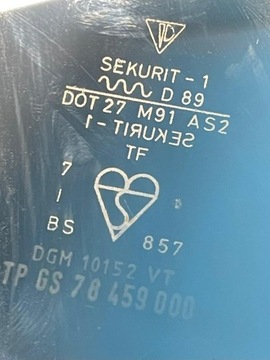 SEKURIT - 1
D 89
DOT 27 M91 AS2
SEKURIT - 1
TF
7
I
BS 857
DGM 10152 VT
TP GS 78 459 000